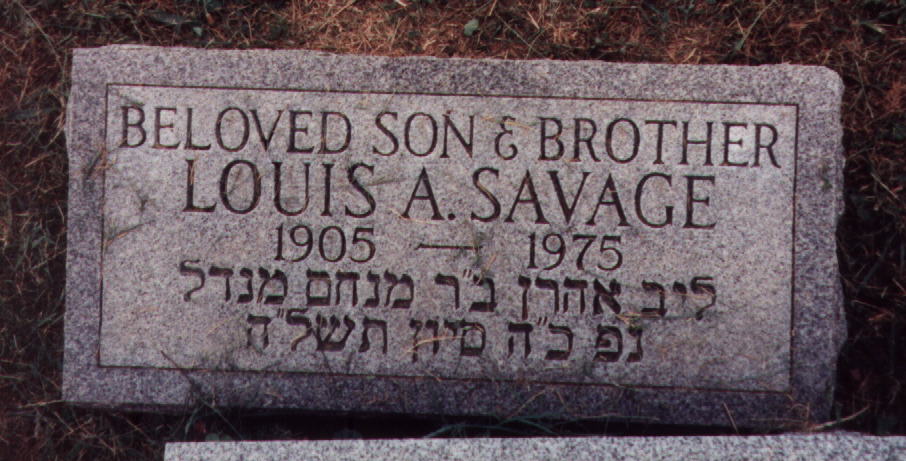 BELOVED SON & BROTHER
LOUIS A. SAVAGE
1905 — 1975
ליב אהרן ב"ר מנחם מנדל
נפ כ"ה סיון תשל"ה